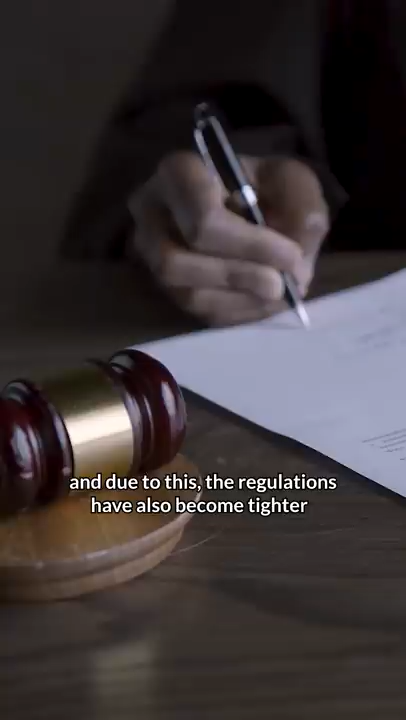 and due to this, the regulations
have also become tighter